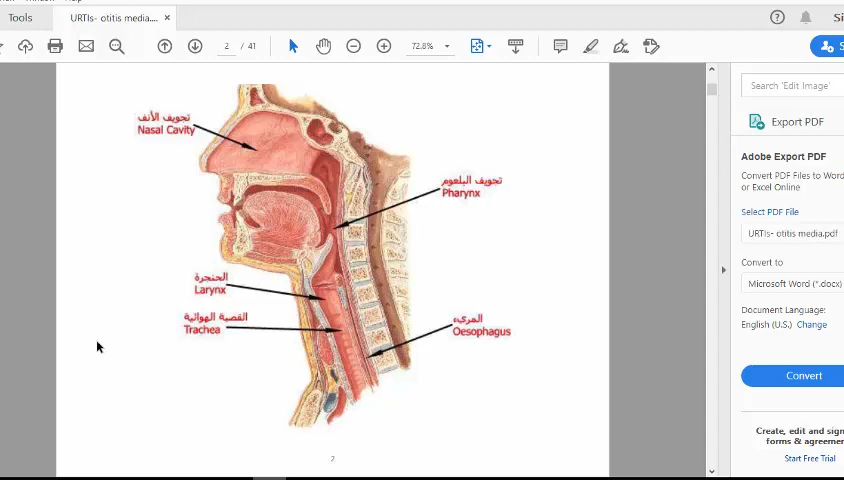 Tools
URTIs- otitis media....
2 / 41
72.8%
Search 'Edit Image'
Export PDF
Adobe Export PDF
Convert PDF Files to Word
or Excel Online
Select PDF File
URTIs- otitis media.pdf
Convert to
Microsoft Word (*.docx)
Document Language:
English (U.S.) Change
Convert
Create, edit and sign
forms & agreemen
Start Free Trial
تجويف الأنف
Nasal Cavity
تجويف البلعوم
Pharynx
الحنجرة
Larynx
القصبة الهوائية
Trachea
المريء
Oesophagus
2